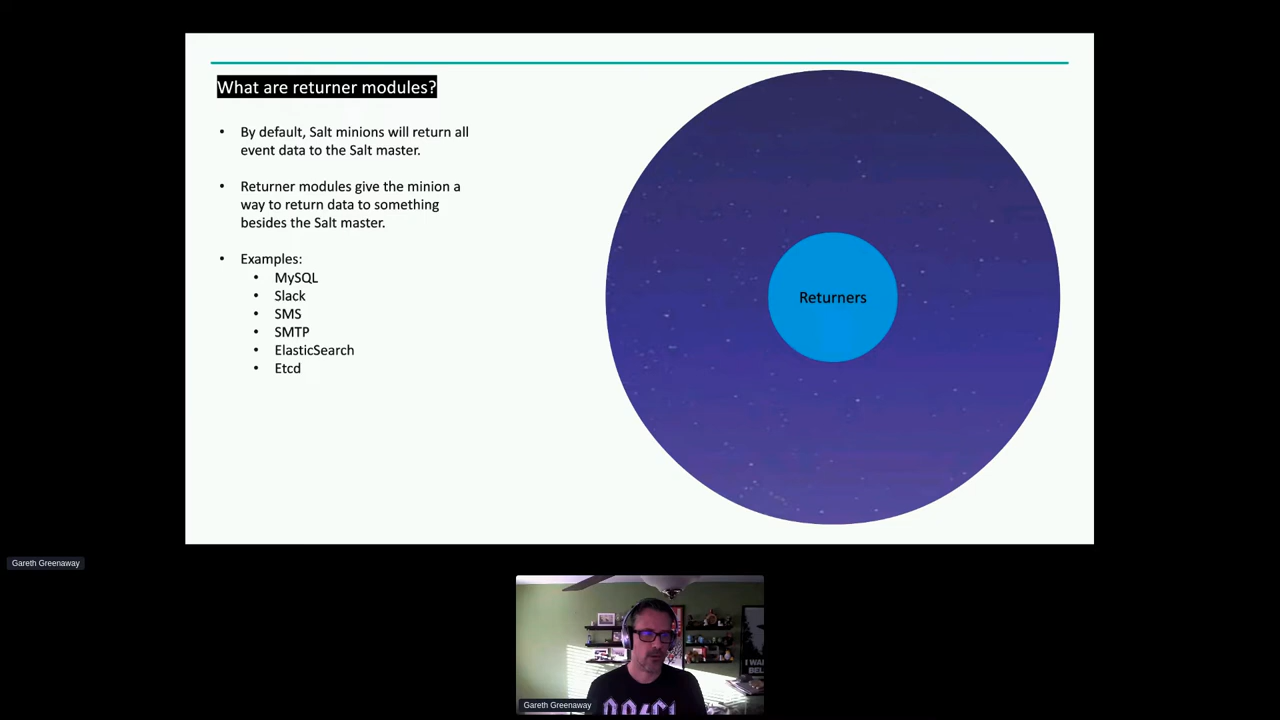 What are returner modules?
• By default, Salt minions will return all
event data to the Salt master.
• Returner modules give the minion a
way to return data to something
besides the Salt master.
• Examples:
• MySQL
• Slack
• SMS
• SMTP
• ElasticSearch
• Etcd
Returners
Gareth Greenaway
I WA
BEL
Gareth Greenaway